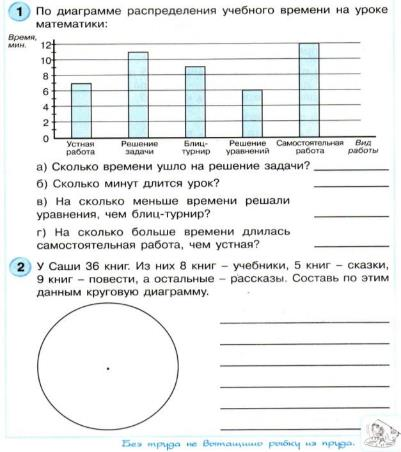 1 По диаграмме распределения учебного времени на уроке
математики:
Время,
мин.
12
10
8
6
4
2
0
Устная работа
Решение задачи
Блиц-турнир
Решение уравнений
Самостоятельная работа
Вид работы
а) Сколько времени ушло на решение задачи?
б) Сколько минут длится урок?
в) На сколько меньше времени решали
уравнения, чем блиц-турнир?
г) На сколько больше времени длилась
самостоятельная работа, чем устная?
2 У Саши 36 книг. Из них 8 книг – учебники, 5 книг – сказки,
9 книг – повести, а остальные – рассказы. Составь по этим
данным круговую диаграмму.
Без труда не вытащишь рыбку из пруда.